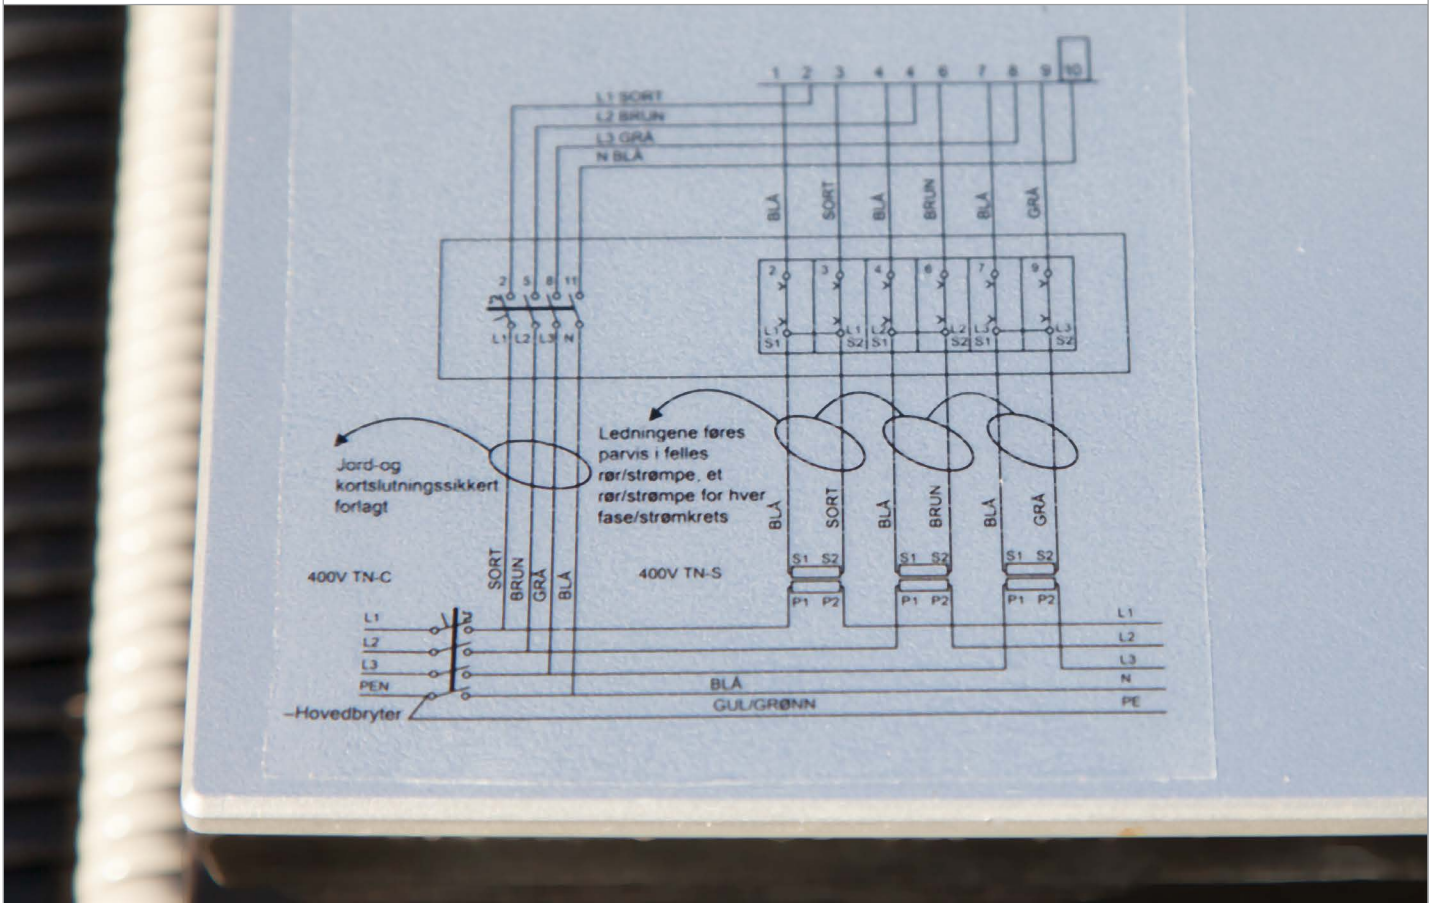 1 2 3 4 4 6 7 8 9 10
L1 SORT
L2 BRUN
L3 GRÅ
N BLÅ
BLÅ SORT BLÅ BRUN BLÅ GRÅ
2 5 8 11
2 3 4 6 7 9
L1 L2 L3 N
L1 L1 L2 L2 L3 L3
S1 S2 S1 S2 S1 S2
Jord-og
kortslutningssikkert
forlagt
Ledningene føres
parvis i felles
rør/strømpe, et
rør/strømpe for hver
fase/strømkrets
BLÅ SORT BLÅ BRUN BLÅ GRÅ
SORT BRUN GRÅ BLÅ
400V TN-C
400V TN-S
S1 S2 S1 S2 S1 S2
P1 P2 P1 P2 P1 P2
L1 L1
L2 L2
L3 L3
PEN BLÅ N
GUL/GRØNN PE
–Hovedbryter